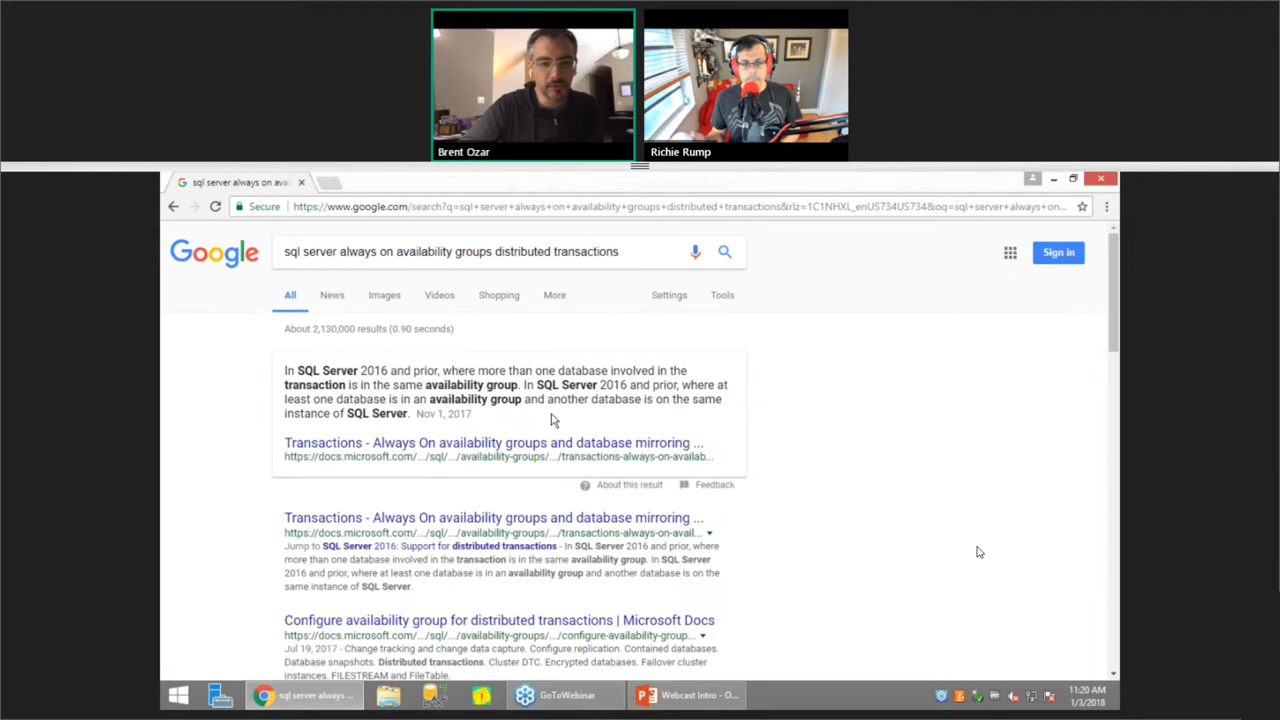 Brent Ozar
Richie Rump
sql server always on avai
Secure
https://www.google.com/search?q=sql+server+always+on+availability+groups+distributed+transactions&rlz=1C1NHXL_enUS734US734&oq=sql+server+always+on...
Google
sql server always on availability groups distributed transactions
Sign in
All News Images Videos Shopping More Settings Tools
About 2,130,000 results (0.90 seconds)
In SQL Server 2016 and prior, where more than one database involved in the
transaction is in the same availability group. In SQL Server 2016 and prior, where at
least one database is in an availability group and another database is on the same
instance of SQL Server. Nov 1, 2017
Transactions - Always On availability groups and database mirroring ...
https://docs.microsoft.com/.../sql/.../availability-groups/.../transactions-always-on-availab...
About this result Feedback
Transactions - Always On availability groups and database mirroring ...
https://docs.microsoft.com/.../sql/.../availability-groups/.../transactions-always-on-avail...
Jump to SQL Server 2016: Support for distributed transactions - In SQL Server 2016 and prior, where
more than one database involved in the transaction is in the same availability group. In SQL Server
2016 and prior, where at least one database is in an availability group and another database is on the
same instance of SQL Server.
Configure availability group for distributed transactions | Microsoft Docs
https://docs.microsoft.com/.../sql/.../availability-groups/.../configure-availability-group...
Jul 19, 2017 - Change tracking and change data capture. Configure replication. Contained databases.
Database snapshots. Distributed transactions. Cluster DTC. Encrypted databases. Failover cluster
instances. FILESTREAM and FileTable.
sql server always ...
GoToWebinar
Webcast Intro - O...
11:20 AM
1/3/2018